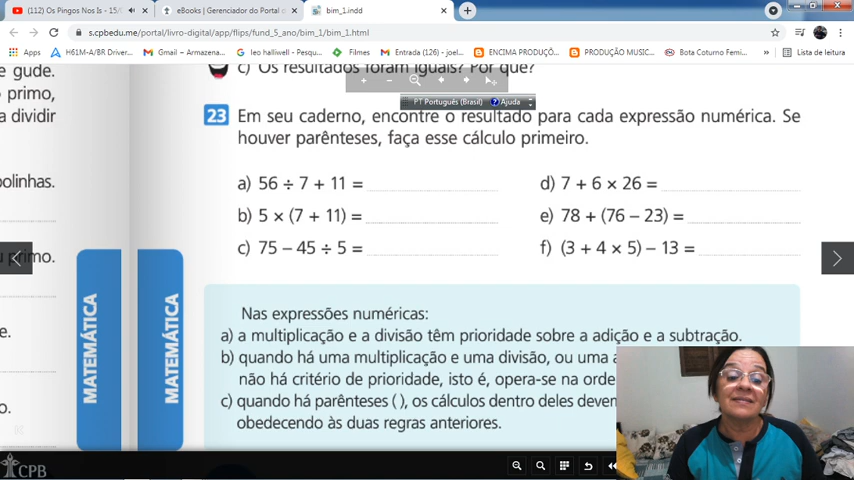 (112) Os Pingos Nos Is - 15/0
eBooks | Gerenciador do Portal o
bim_1.indd
s.cpbedu.me/portal/livro-digital/app/flips/fund_5_ano/bim_1/bim_1.html
Apps
H61M-A/BR Driver...
Gmail – Armazena...
leo halliwell - Pesqui...
Filmes
Entrada (126) - joel...
ENCIMA PRODUÇÕ...
PRODUÇÃO MUSIC...
Bota Coturno Femini...
Lista de leitura
e gude.
primo,
a dividir
bolinhas.
u primo.
e.
o.
c) Os resultados foram iguais? Por quê?
PT Português (Brasil)
Ajuda
23 Em seu caderno, encontre o resultado para cada expressão numérica. Se
houver parênteses, faça esse cálculo primeiro.
a) 56 ÷ 7 + 11 =
b) 5 × (7 + 11) =
c) 75 – 45 ÷ 5 =
d) 7 + 6 × 26 =
e) 78 + (76 – 23) =
f) (3 + 4 × 5) – 13 =
MATEMÁTICA
MATEMÁTICA
Nas expressões numéricas:
a) a multiplicação e a divisão têm prioridade sobre a adição e a subtração.
b) quando há uma multiplicação e uma divisão, ou uma a
não há critério de prioridade, isto é, opera-se na orde
c) quando há parênteses ( ), os cálculos dentro deles devem
obedecendo às duas regras anteriores.
CPB